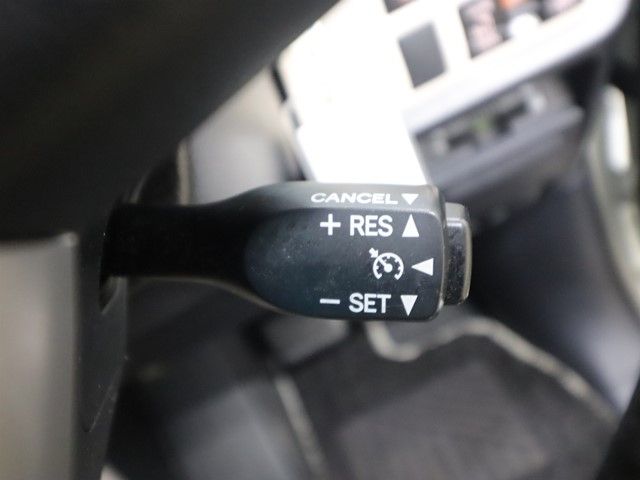 CANCEL▼
+ RES ▲
◄
− SET ▼